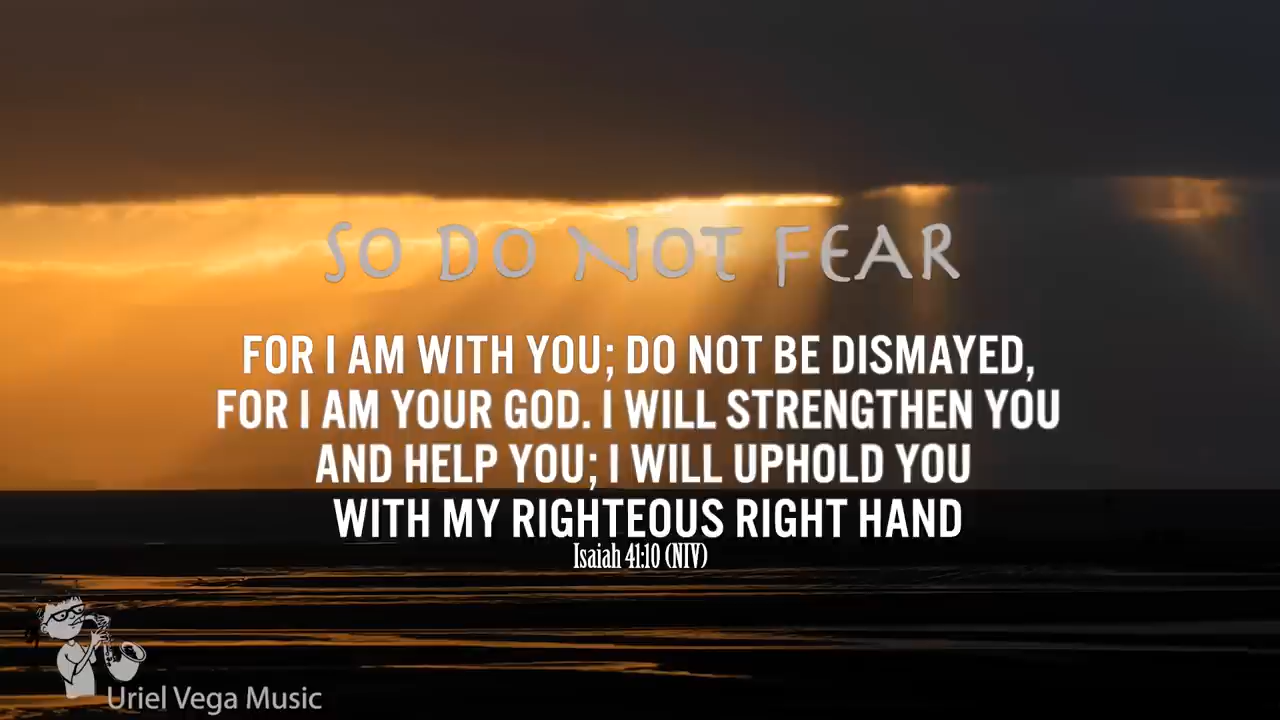 SO DO NOT FEAR
FOR I AM WITH YOU; DO NOT BE DISMAYED,
FOR I AM YOUR GOD. I WILL STRENGTHEN YOU
AND HELP YOU; I WILL UPHOLD YOU
WITH MY RIGHTEOUS RIGHT HAND
Isaiah 41:10 (NIV)
Uriel Vega Music